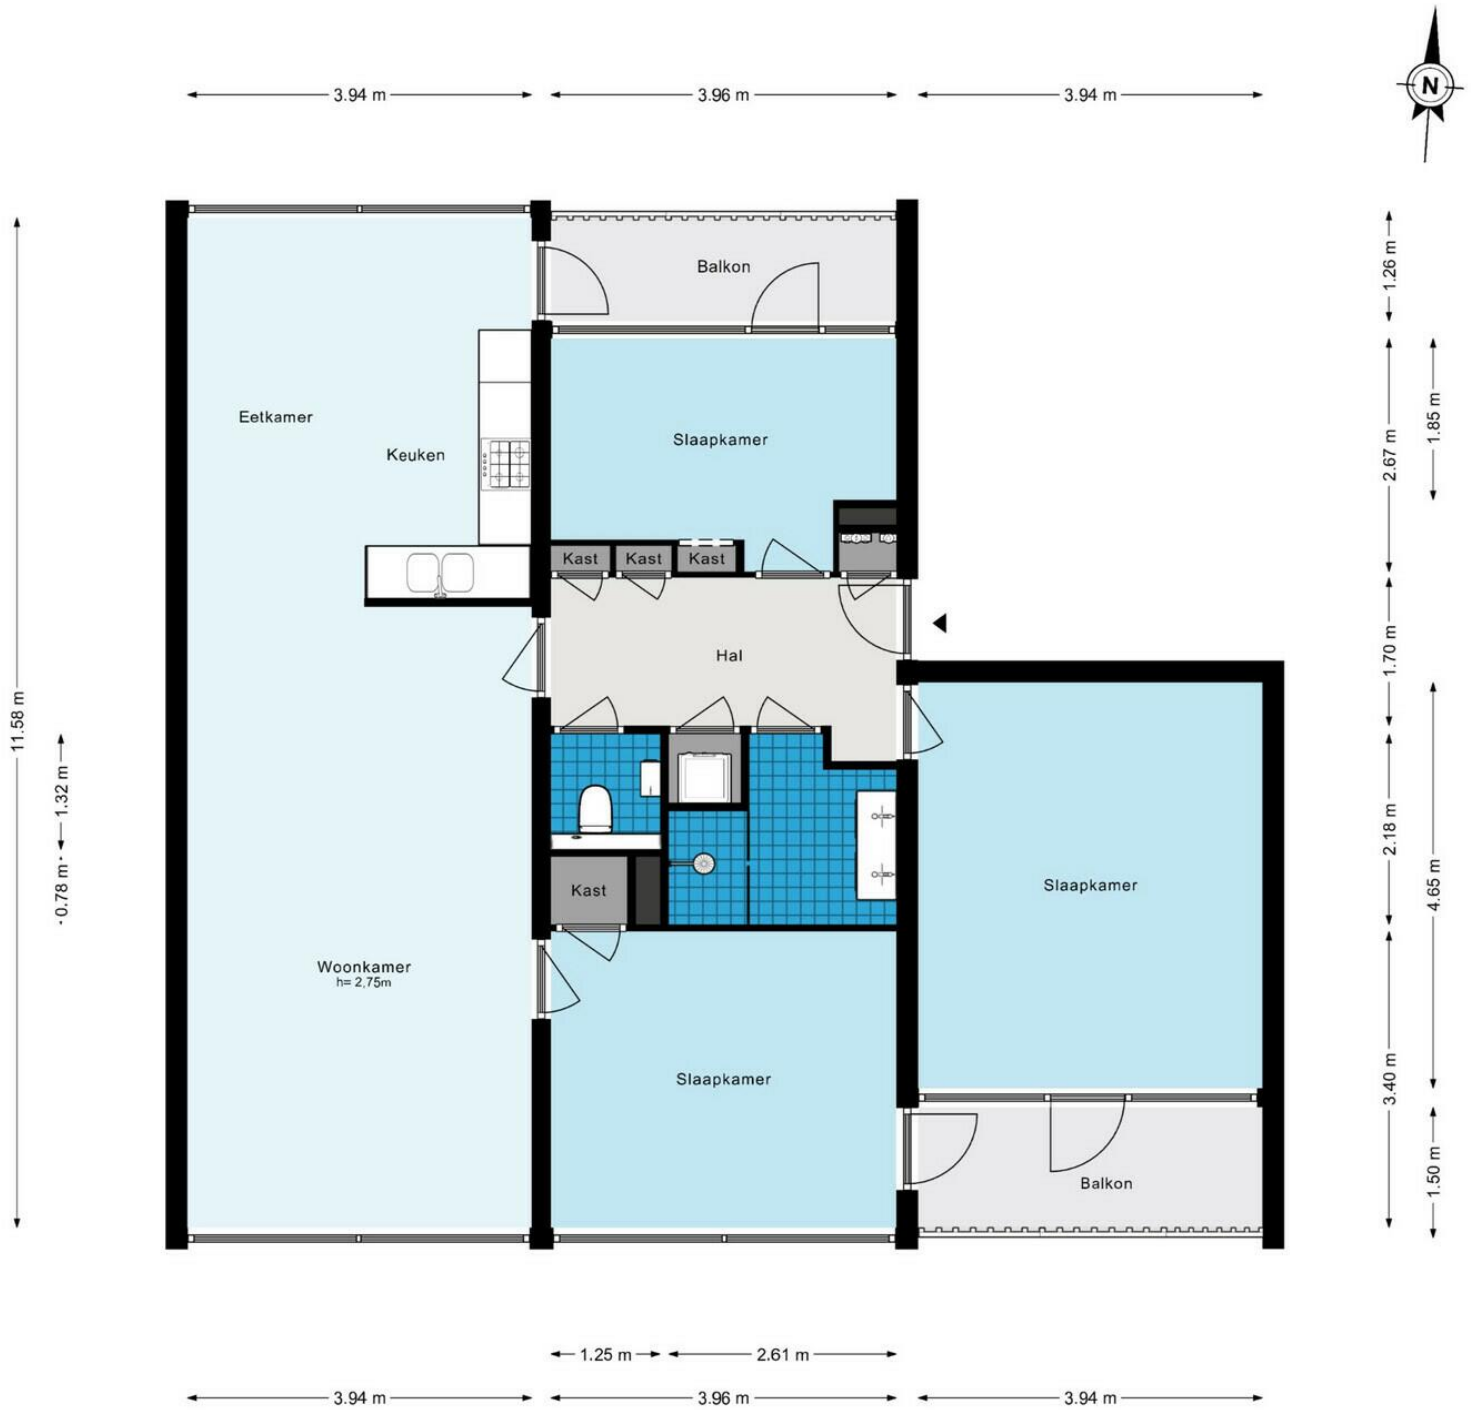 N
3.94 m
3.96 m
3.94 m
Balkon
1.26 m
Eetkamer
Keuken
Slaapkamer
2.67 m
1.85 m
Kast
Kast
Kast
Hal
1.70 m
11.58 m
1.32 m
0.78 m
Kast
Slaapkamer
2.18 m
4.65 m
Woonkamer
h= 2,75m
Slaapkamer
3.40 m
Balkon
1.50 m
1.25 m
2.61 m
3.94 m
3.96 m
3.94 m